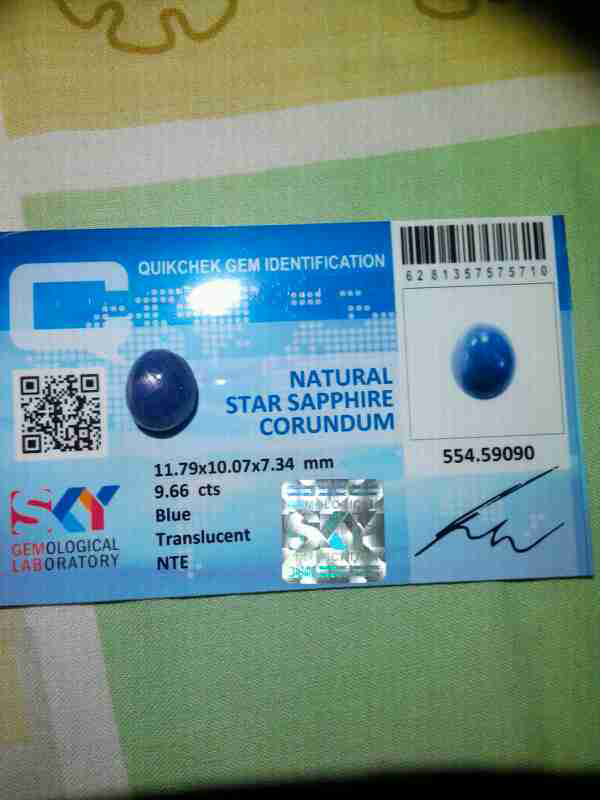 QUIKCHEK GEM IDENTIFICATION
6281357575710
NATURAL
STAR SAPPHIRE
CORUNDUM
554.59090
11.79x10.07x7.34 mm
9.66 cts
Blue
Translucent
NTE
SKY
GEMOLOGICAL
LABORATORY
SKY